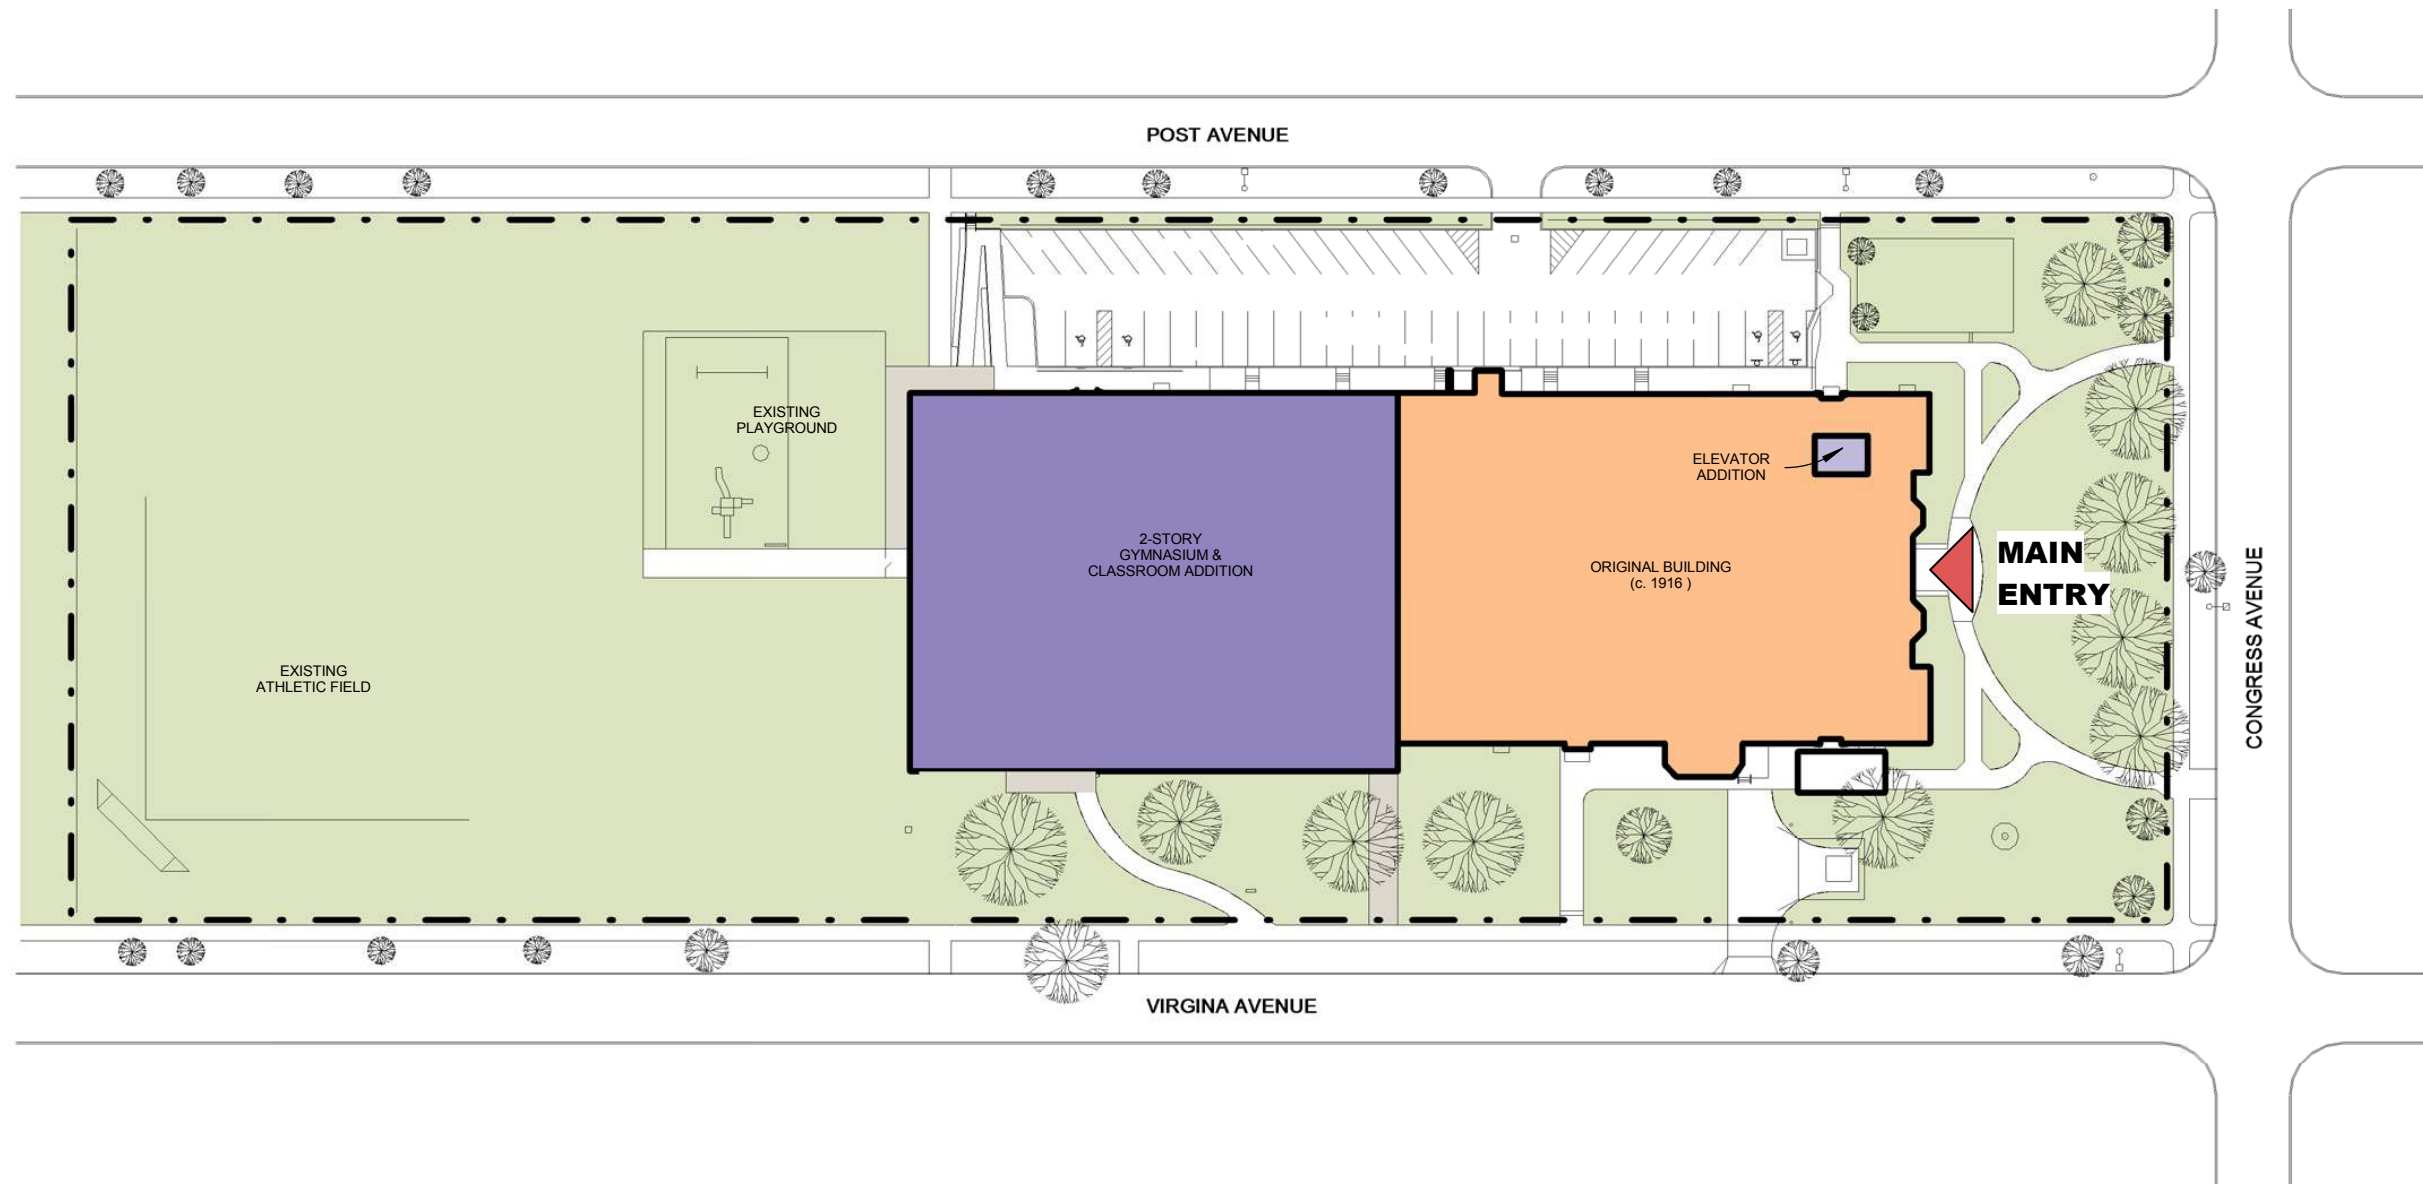 POST AVENUE
EXISTING
PLAYGROUND
ELEVATOR
ADDITION
2-STORY
GYMNASIUM &
CLASSROOM ADDITION
ORIGINAL BUILDING
(c. 1916 )
MAIN
ENTRY
CONGRESS AVENUE
EXISTING
ATHLETIC FIELD
VIRGINA AVENUE